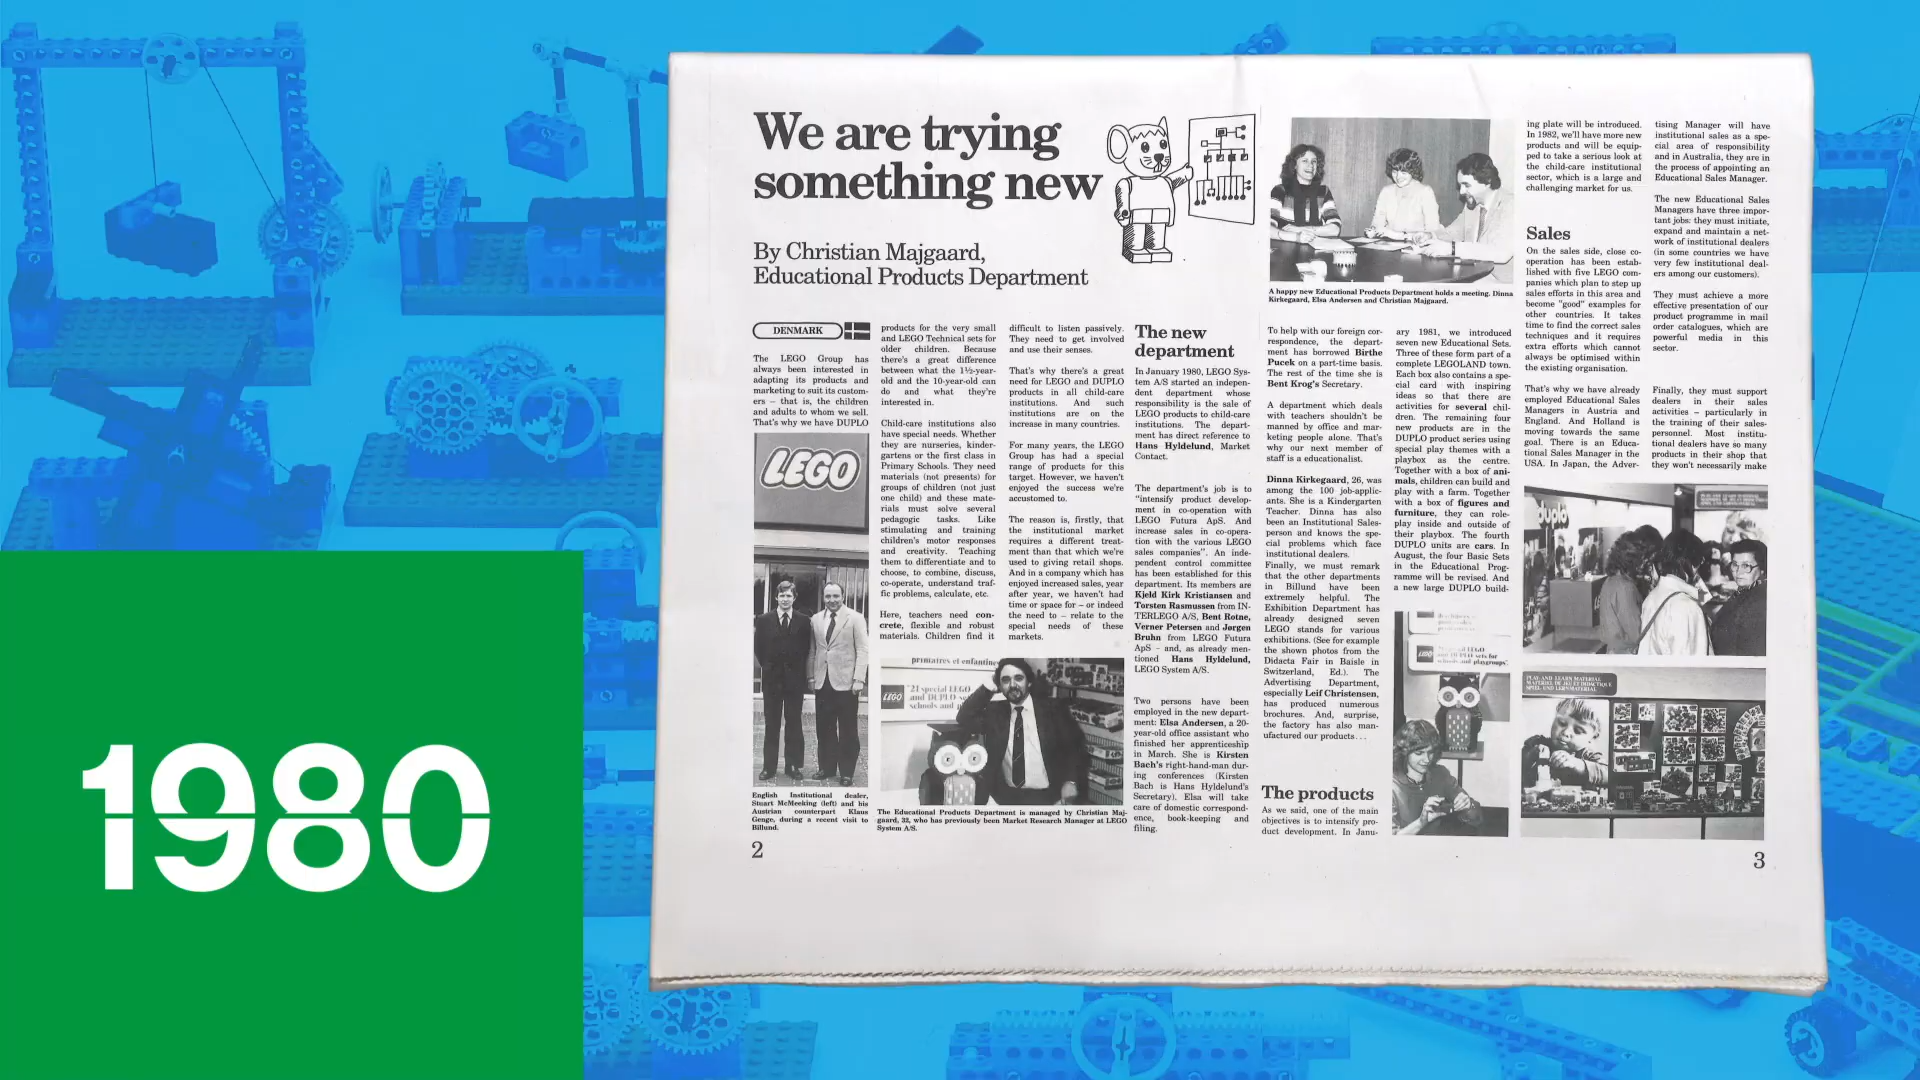 1980
We are trying
something new
By Christian Majgaard,
Educational Products Department
DENMARK
The LEGO Group has
always been interested in
adapting its products and
marketing to suit its custom-
ers – that is, the children
and adults to whom we sell.
That's why we have DUPLO
LEGO
English Institutional dealer,
Stuart McMeeking (left) and his
Austrian counterpart Klaus
Genge, during a recent visit to
Billund.
2
products for the very small
and LEGO Technical sets for
older children. Because
there's a great difference
between what the 1½-year-
old and the 10-year-old can
do and what they're
interested in.
Child-care institutions also
have special needs. Whether
they are nurseries, kinder-
gartens or the first class in
Primary Schools. They need
materials (not presents) for
groups of children (not just
one child) and these mate-
rials must solve several
pedagogic tasks. Like
stimulating and training
children's motor responses
and creativity. Teaching
them to differentiate and to
choose, to combine, discuss,
co-operate, understand traf-
fic problems, calculate, etc.
Here, teachers need con-
crete, flexible and robust
materials. Children find it
difficult to listen passively.
They need to get involved
and use their senses.
That's why there's a great
need for LEGO and DUPLO
products in all child-care
institutions. And such
institutions are on the
increase in many countries.
For many years, the LEGO
Group has had a special
range of products for this
target. However, we haven't
enjoyed the success we're
accustomed to.
The reason is, firstly, that
the institutional market
requires a different treat-
ment than that which we're
used to giving retail shops.
And in a company which has
enjoyed increased sales, year
after year, we haven't had
time or space for – or indeed
the need to – relate to the
special needs of these
markets.
primaires et enfantines
LEGO
"21 special LEGO
and DUPLO
schools and
The Educational Products Department is managed by Christian Maj-
gaard, 32, who has previously been Market Research Manager at LEGO
System A/S.
The new
department
In January 1980, LEGO Sys-
tem A/S started an indepen-
dent department whose
responsibility is the sale of
LEGO products to child-care
institutions. The depart-
ment has direct reference to
Hans Hyldelund, Market
Contact.
The department's job is to
"intensify product develop-
ment in co-operation with
LEGO Futura ApS. And
increase sales in co-opera-
tion with the various LEGO
sales companies". An inde-
pendent control committee
has been established for this
department. Its members are
Kjeld Kirk Kristiansen and
Torsten Rasmussen from IN-
TERLEGO A/S, Bent Rotne,
Verner Petersen and Jørgen
Bruhn from LEGO Futura
ApS – and, as already men-
tioned Hans Hyldelund,
LEGO System A/S.
Two persons have been
employed in the new depart-
ment: Elsa Andersen, a 20-
year-old office assistant who
finished her apprenticeship
in March. She is Kirsten
Bach's right-hand-man dur-
ing conferences (Kirsten
Bach is Hans Hyldelund's
Secretary). Elsa will take
care of domestic correspond-
ence, book-keeping and
filing.
A happy new Educational Products Department holds a meeting. Dinna
Kirkegaard, Elsa Andersen and Christian Majgaard.
To help with our foreign cor-
respondence, the depart-
ment has borrowed Birthe
Pucek on a part-time basis.
The rest of the time she is
Bent Krog's Secretary.
A department which deals
with teachers shouldn't be
manned by office and mar-
keting people alone. That's
why our next member of
staff is a educationalist.
Dinna Kirkegaard, 26, was
among the 100 job-applic-
ants. She is a Kindergarten
Teacher. Dinna has also
been an Institutional Sales-
person and knows the spe-
cial problems which face
institutional dealers.
Finally, we must remark
that the other departments
in Billund have been
extremely helpful. The
Exhibition Department has
already designed seven
LEGO stands for various
exhibitions. (See for example
the shown photos from the
Didacta Fair in Baisle in
Switzerland, Ed.). The
Advertising Department,
especially Leif Christensen,
has produced numerous
brochures. And, surprise,
the factory has also man-
ufactured our products...
The products
As we said, one of the main
objectives is to intensify pro-
duct development. In Janu-
ary 1981, we introduced
seven new Educational Sets.
Three of these form part of a
complete LEGOLAND town.
Each box also contains a spe-
cial card with inspiring
ideas so that there are
activities for several chil-
dren. The remaining four
new products are in the
DUPLO product series using
special play themes with a
playbox as the centre.
Together with a box of ani-
mals, children can build and
play with a farm. Together
with a box of figures and
furniture, they can role-
play inside and outside of
their playbox. The fourth
DUPLO units are cars. In
August, the four Basic Sets
in the Educational Prog-
ramme will be revised. And
a new large DUPLO build-
LEGO
and DUPLO sets for
schools and playgroups".
ing plate will be introduced.
In 1982, we'll have more new
products and will be equip-
ped to take a serious look at
the child-care institutional
sector, which is a large and
challenging market for us.
Sales
On the sales side, close co-
operation has been estab-
lished with five LEGO com-
panies which plan to step up
sales efforts in this area and
become "good" examples for
other countries. It takes
time to find the correct sales
techniques and it requires
extra efforts which cannot
always be optimised within
the existing organisation.
That's why we have already
employed Educational Sales
Managers in Austria and
England. And Holland is
moving towards the same
goal. There is an Educa-
tional Sales Manager in the
USA. In Japan, the Adver-
tising Manager will have
institutional sales as a spe-
cial area of responsibility
and in Australia, they are in
the process of appointing an
Educational Sales Manager.
The new Educational Sales
Managers have three impor-
tant jobs: they must initiate,
expand and maintain a net-
work of institutional dealers
(in some countries we have
very few institutional deal-
ers among our customers).
They must achieve a more
effective presentation of our
product programme in mail
order catalogues, which are
powerful media in this
sector.
Finally, they must support
dealers in their sales
activities – particularly in
the training of their sales-
personnel. Most institu-
tional dealers have so many
products in their shop that
they won't necessarily make
duplo
PLAY AND LEARN MATERIAL
MATERIEL DE JEU ET DIDACTIQUE
SPIEL UND LERNMATERIAL
3